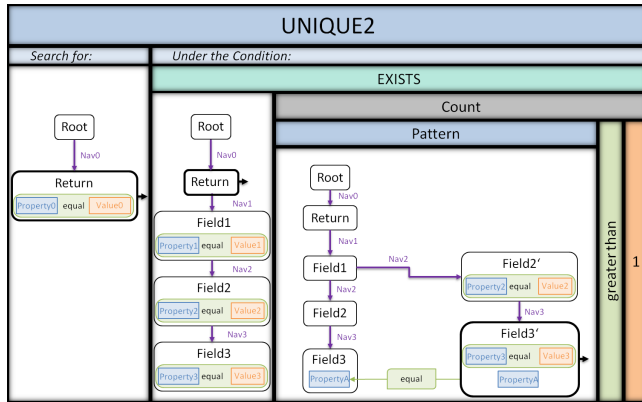 UNIQUE2
Search for:
Under the Condition:
EXISTS
Count
Pattern
greater than
1
Root
Nav0
Return
Property0 equal Value0
Root
Nav0
Return
Nav1
Field1
Property1 equal Value1
Nav2
Field2
Property2 equal Value2
Nav3
Field3
Property3 equal Value3
Root
Nav0
Return
Nav1
Field1
Nav2
Nav2
Field2
Nav3
Field3
PropertyA
equal
Field2‘
Property2 equal Value2
Nav3
Field3‘
Property3 equal Value3
PropertyA